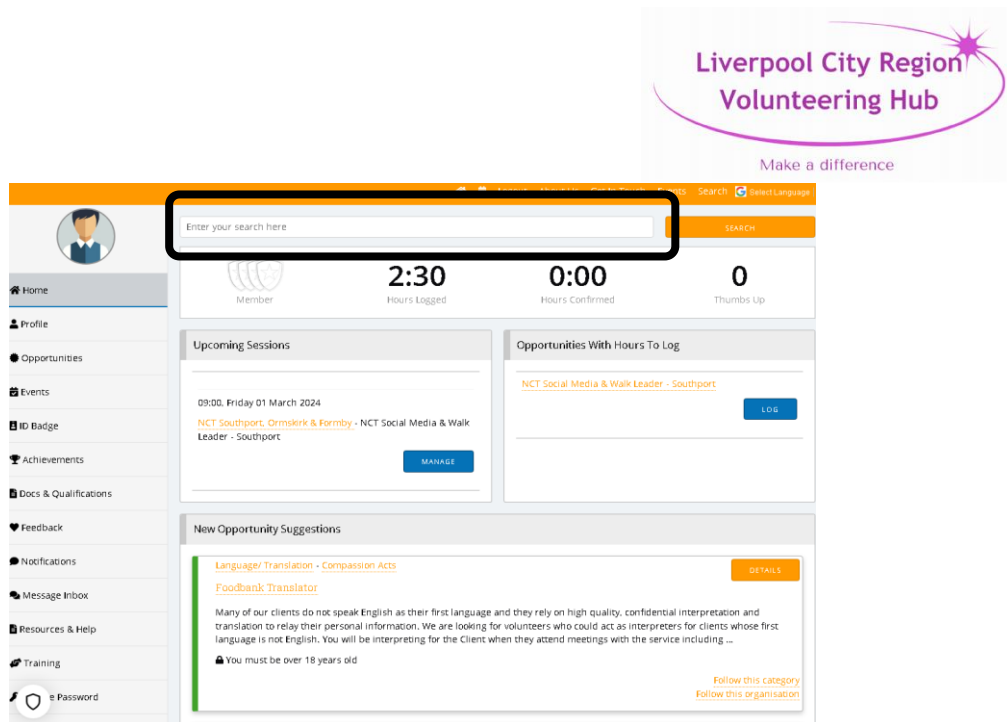 Liverpool City Region
Volunteering Hub
Make a difference
Events Search Select Language
Enter your search here
SEARCH
Member
2:30
Hours Logged
0:00
Hours Confirmed
0
Thumbs Up
Home
Profile
Opportunities
Events
ID Badge
Achievements
Docs & Qualifications
Feedback
Notifications
Message Inbox
Resources & Help
Training
Password
Upcoming Sessions
09:00, Friday 01 March 2024
NCT Southport, Ormskirk & Formby - NCT Social Media & Walk
Leader - Southport
MANAGE
Opportunities With Hours To Log
NCT Social Media & Walk Leader - Southport
LOG
New Opportunity Suggestions
Language/ Translation - Compassion Acts
DETAILS
Foodbank Translator
Many of our clients do not speak English as their first language and they rely on high quality, confidential interpretation and
translation to relay their personal information. We are looking for volunteers who could act as interpreters for clients whose first
language is not English. You will be interpreting for the Client when they attend meetings with the service including ...
You must be over 18 years old
Follow this category
Follow this organisation